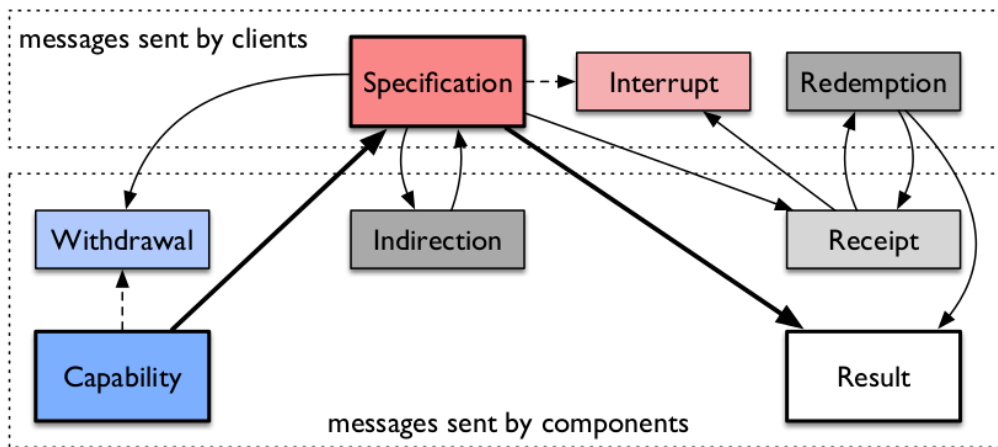 messages sent by clients
Specification
Interrupt
Redemption
Withdrawal
Indirection
Receipt
Capability
Result
messages sent by components